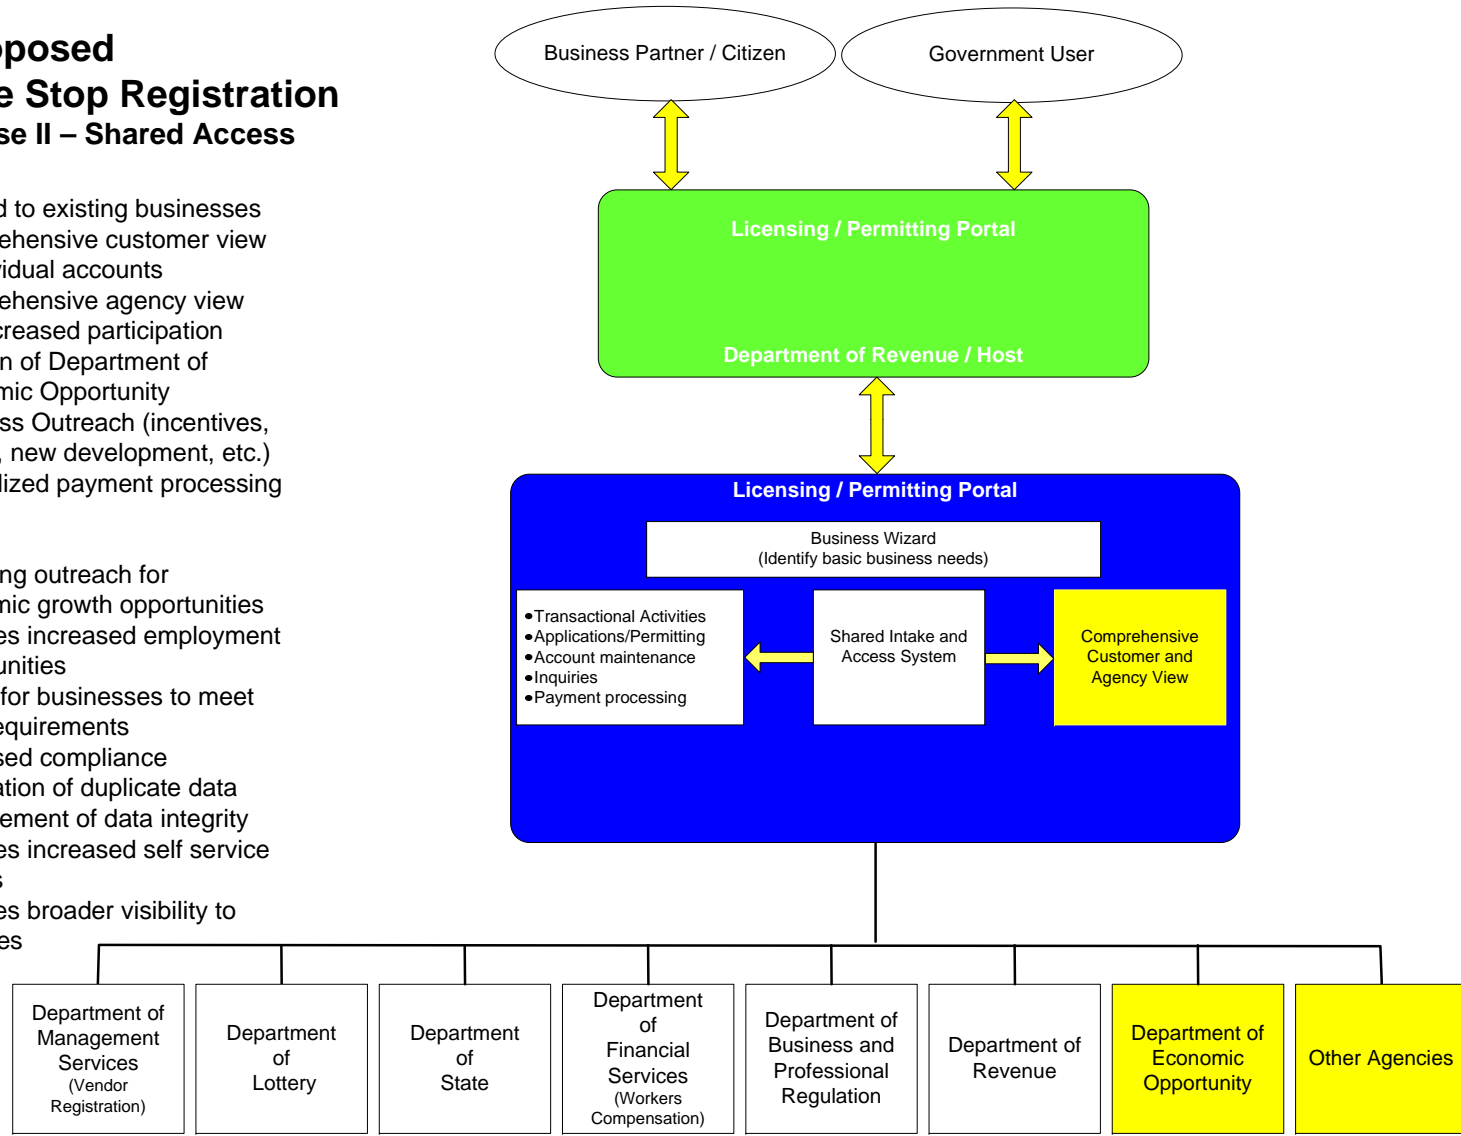 oposed
e Stop Registration
se II – Shared Access
d to existing businesses
ehensive customer view
vidual accounts
ehensive agency view
creased participation
n of Department of
mic Opportunity
ss Outreach (incentives,
, new development, etc.)
lized payment processing
ng outreach for
mic growth opportunities
es increased employment
unities
for businesses to meet
equirements
sed compliance
ation of duplicate data
ement of data integrity
es increased self service
s
es broader visibility to
es
Business Partner / Citizen
Government User
Licensing / Permitting Portal
Department of Revenue / Host
Licensing / Permitting Portal
Business Wizard
(Identify basic business needs)
•Transactional Activities
•Applications/Permitting
•Account maintenance
•Inquiries
•Payment processing
Shared Intake and
Access System
Comprehensive
Customer and
Agency View
Department of
Management
Services
(Vendor
Registration)
Department
of
Lottery
Department
of
State
Department
of
Financial
Services
(Workers
Compensation)
Department of
Business and
Professional
Regulation
Department of
Revenue
Department of
Economic
Opportunity
Other Agencies